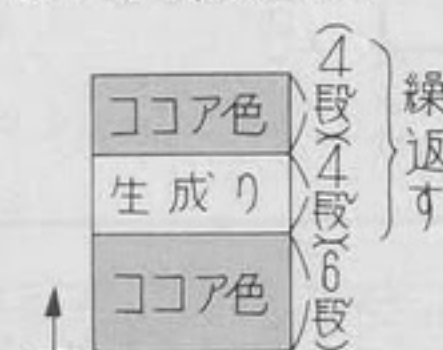 ココア色
(4段)
生成り
(4段)
ココア色
(6段)
繰返す